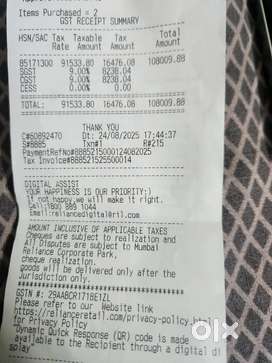 Items Purchased = 2
GST RECEIPT SUMMARY
HSN/SAC Tax Taxable Tax Total
Rate Amount Amount Amount
85171300 91533.80 16476.08 108009.88
SGST 9.00% 8238.04
CGST 9.00% 8238.04
CESS 0.00 0.00
TOTAL: 91533.80 16476.08 108009.88
THANK YOU
C#60892470 Dt: 24/08/2025 17:44:37
S#8885 Txn#1 R#215
PaymentRefNo#8885215000124082025
Tax Invoice#888521525500014
DIGITAL ASSIST
YOUR HAPPINESS IS OUR PRIORITY:)
If not happy,we will make it right.
Call:1800 889 1044
Email:reliancedigital@ril.com
AMOUNT INCLUSIVE OF APPLICABLE TAXES
Cheques are subject to realization and
All Disputes are subject to Mumbai
Reliance Corporate Park,
cheque realization.
goods will be delivered only after the
Jurisdiction only.
GSTN #: 29AABCR1718E1ZL
Please refer to our Website link
https://relianceretail.com/privacy-policy.html
for Privacy Policy
Dynamic Quick Response (QR) code is made
available to the Recipient through a digital di
splay
olx